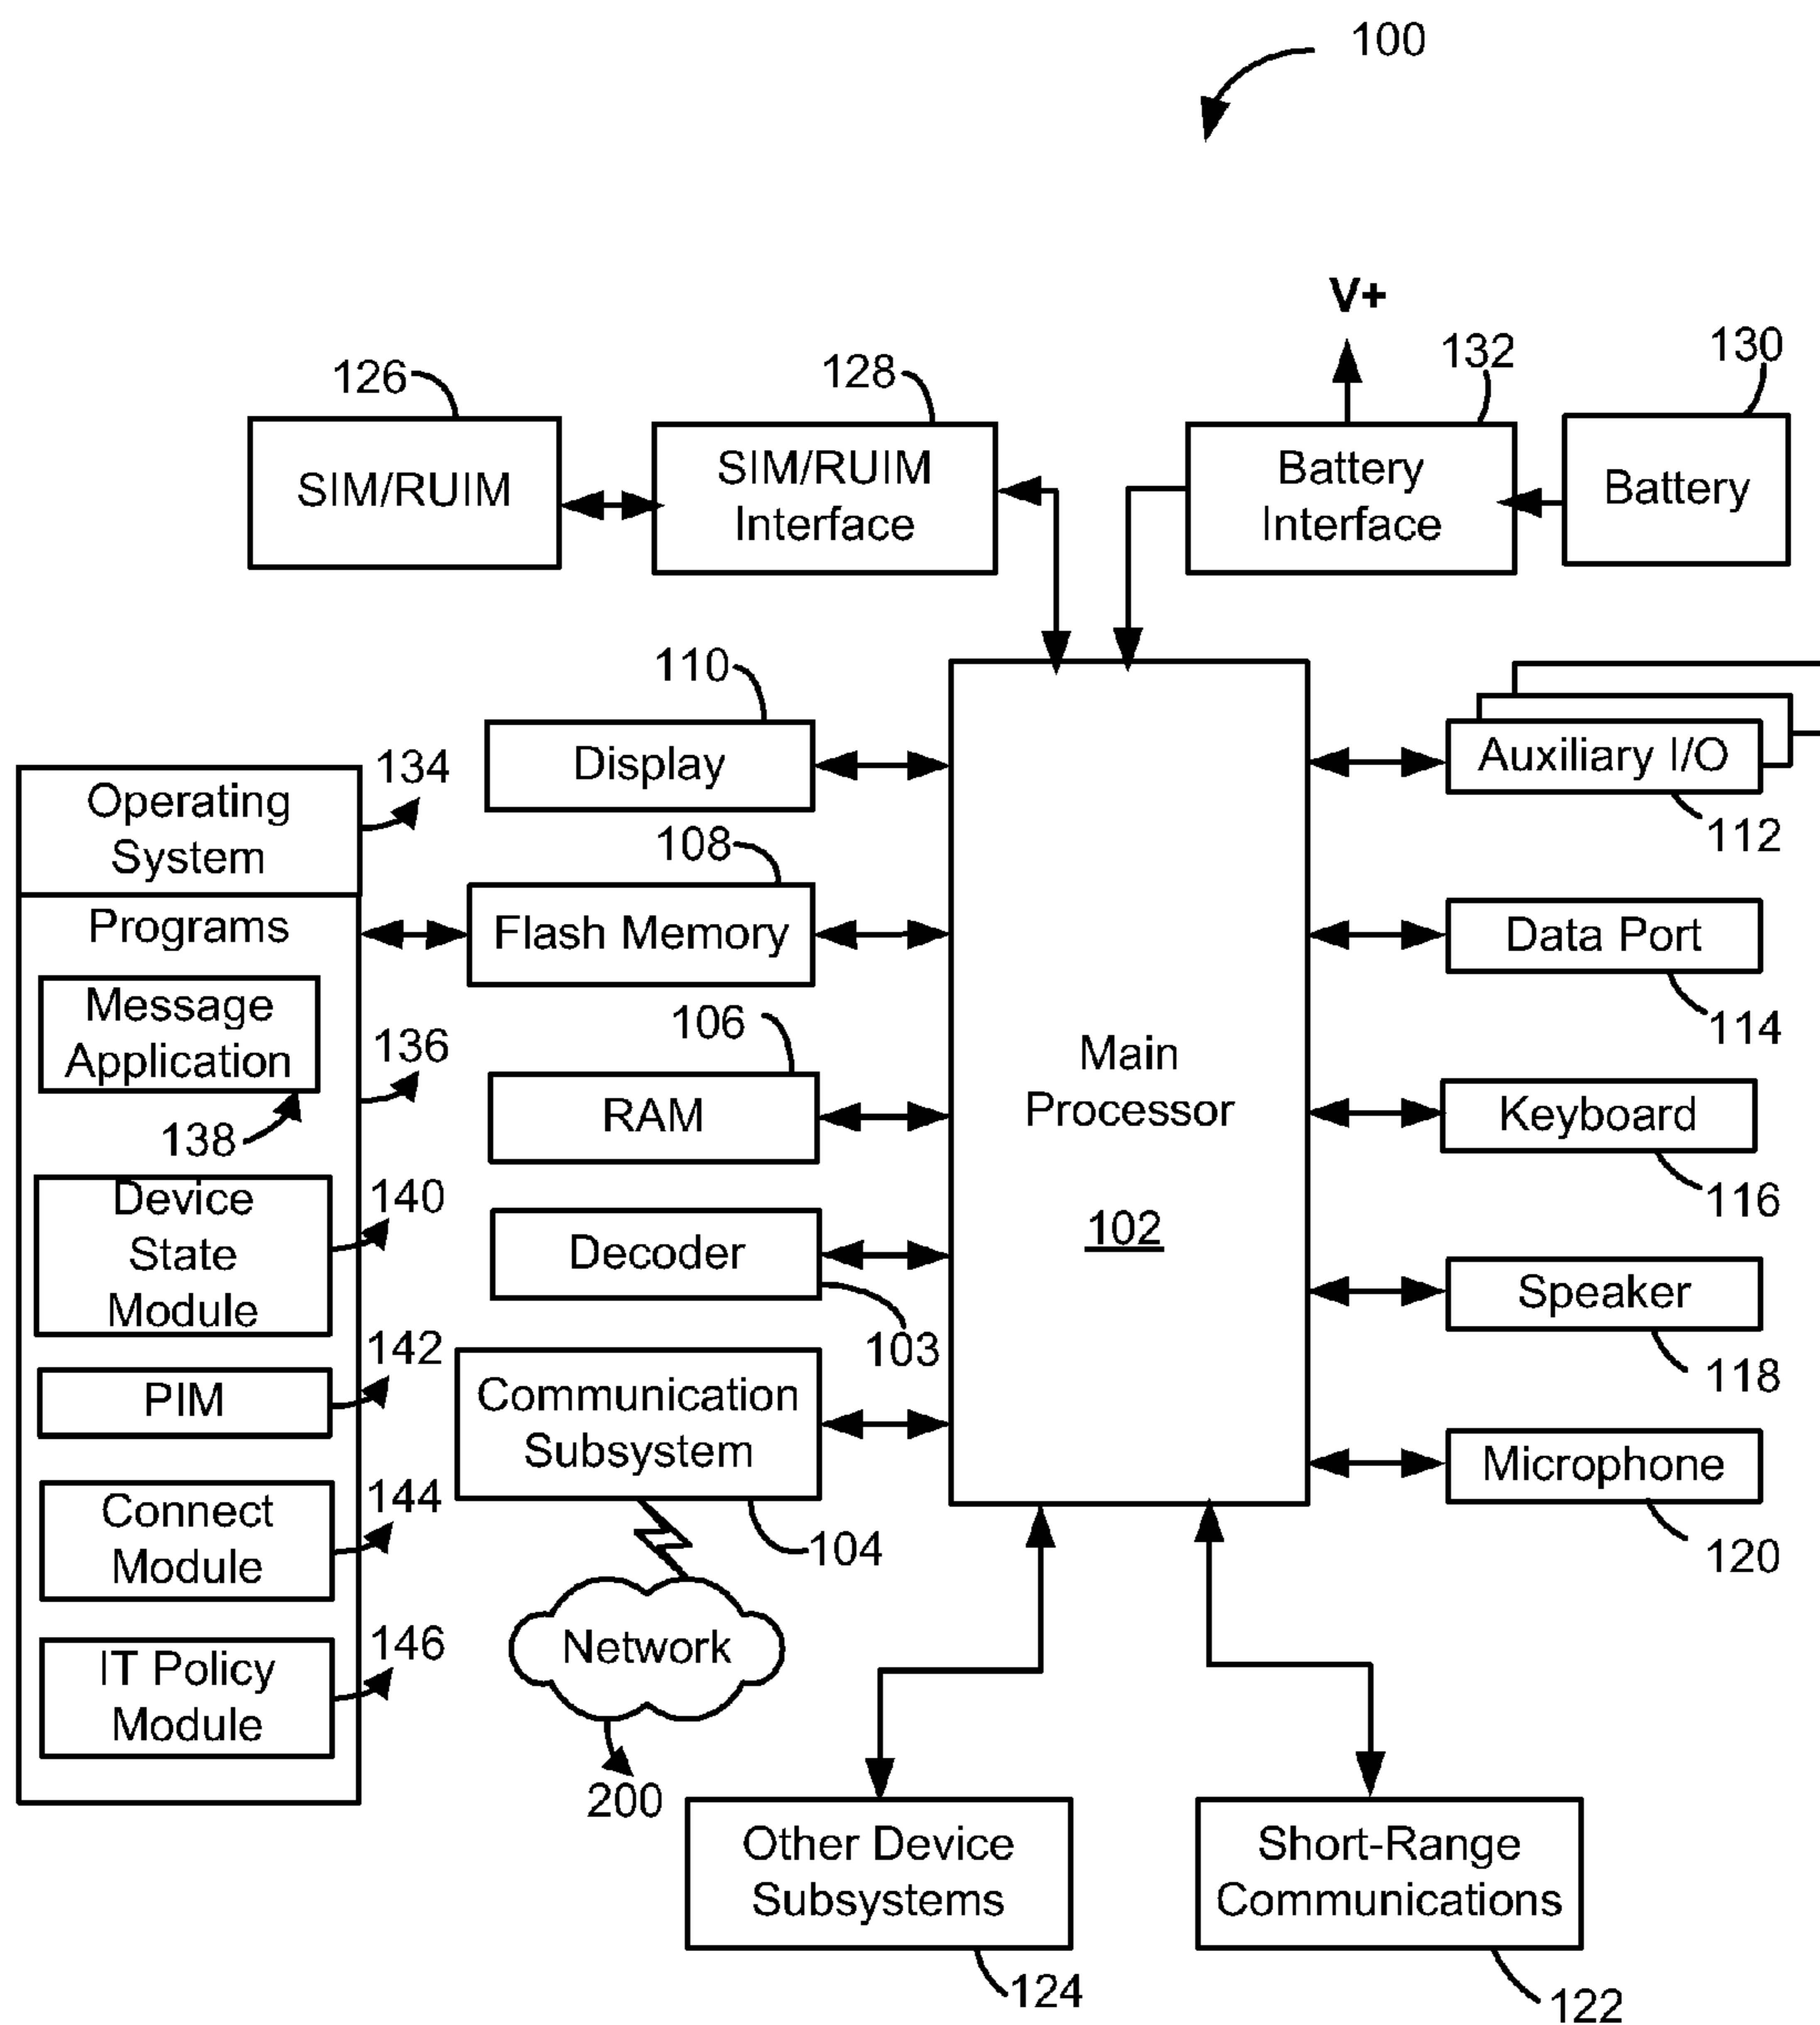 100
V+
126
128
132
130
SIM/RUIM
SIM/RUIM
Interface
Battery
Interface
Battery
110
Display
Auxiliary I/O
112
Operating
System
134
108
Programs
Flash Memory
Data Port
114
Message
Application
138
136
106
RAM
Main
Processor
102
Keyboard
116
Device
State
Module
140
Decoder
103
Speaker
118
PIM
142
Communication
Subsystem
104
Microphone
120
Connect
Module
144
Network
200
IT Policy
Module
146
Other Device
Subsystems
124
Short-Range
Communications
122